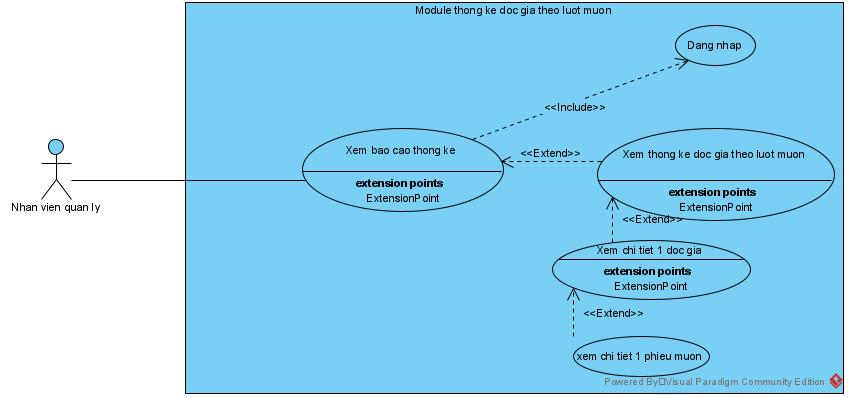 Module thong ke doc gia theo luot muon
Dang nhap
<<Include>>
Xem bao cao thong ke
extension points
ExtensionPoint
<<Extend>>
Xem thong ke doc gia theo luot muon
extension points
ExtensionPoint
Nhan vien quan ly
<<Extend>>
Xem chi tiet 1 doc gia
extension points
ExtensionPoint
<<Extend>>
xem chi tiet 1 phieu muon
Powered By Visual Paradigm Community Edition